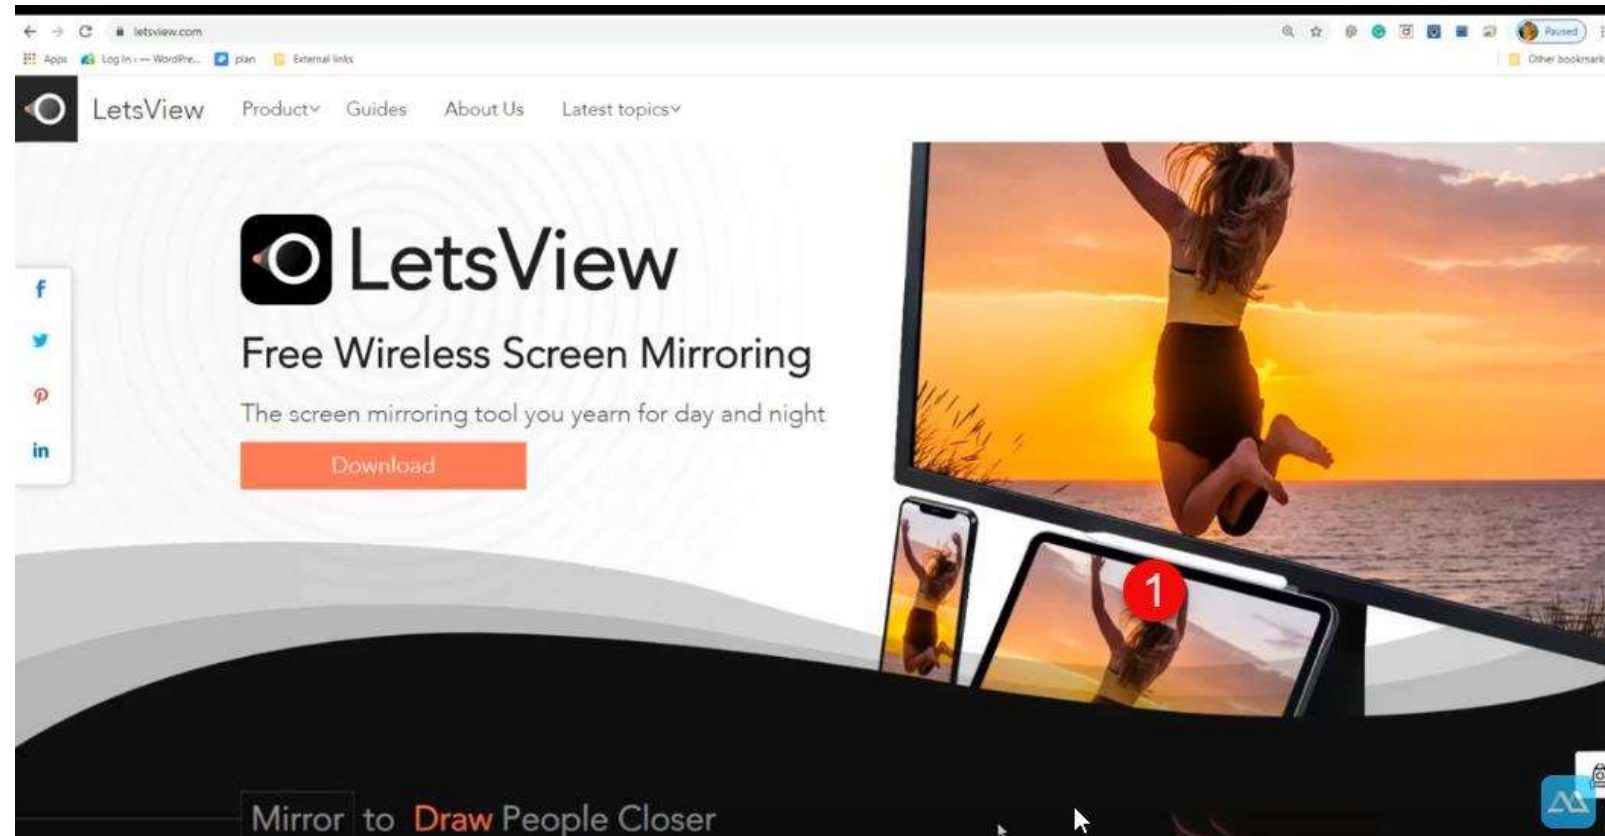 letsview.com
Paused
Apps
Log In ‹ — WordPre...
plan
External links
Other bookmark
LetsView
Product
Guides
About Us
Latest topics
LetsView
Free Wireless Screen Mirroring
The screen mirroring tool you yearn for day and night
Download
1
Mirror to Draw People Closer